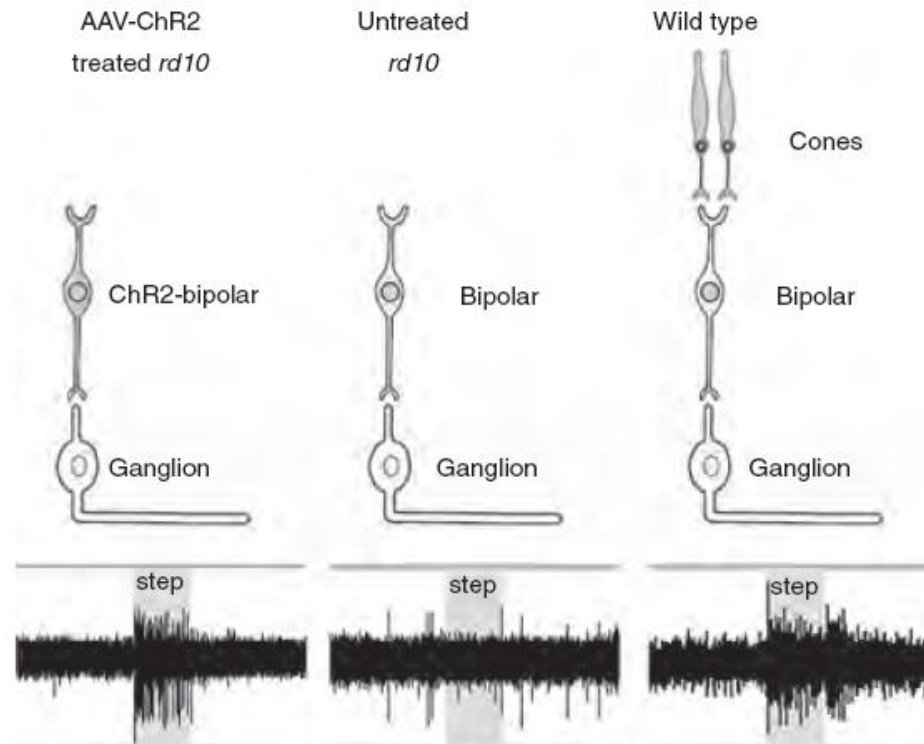 AAV-ChR2
treated rd10
Untreated
rd10
Wild type
Cones
ChR2-bipolar
Bipolar
Bipolar
Ganglion
Ganglion
Ganglion
step
step
step